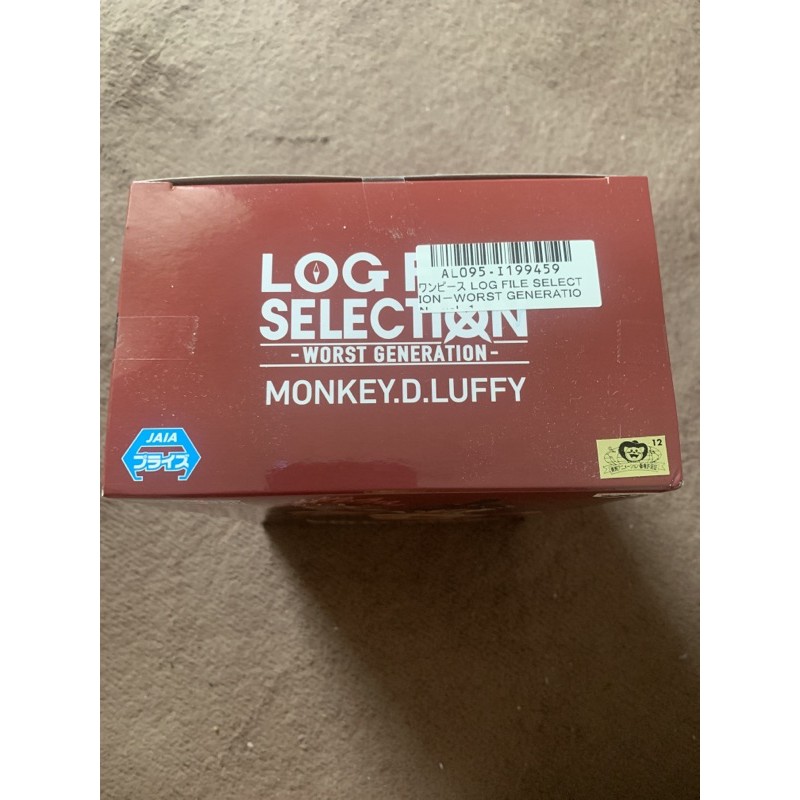 LOG
SELECTION
-WORST GENERATION-
MONKEY.D.LUFFY
AL095-I199459
ワンピース LOG FILE SELECT
ION－WORST GENERATIO
JAIA
プライズ
12